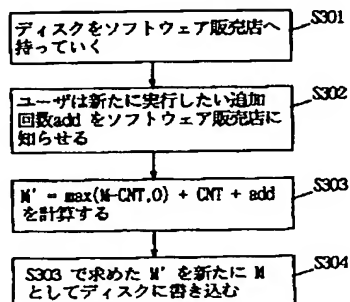 ディスクをソフトウェア販売店へ
持っていく
S301
ユーザは新たに実行したい追加
回数add をソフトウェア販売店に
知らせる
S302
M' = max(M-CNT,0) + CNT + add
を計算する
S303
S303 で求めた M' を新たに M
としてディスクに書き込む
S304